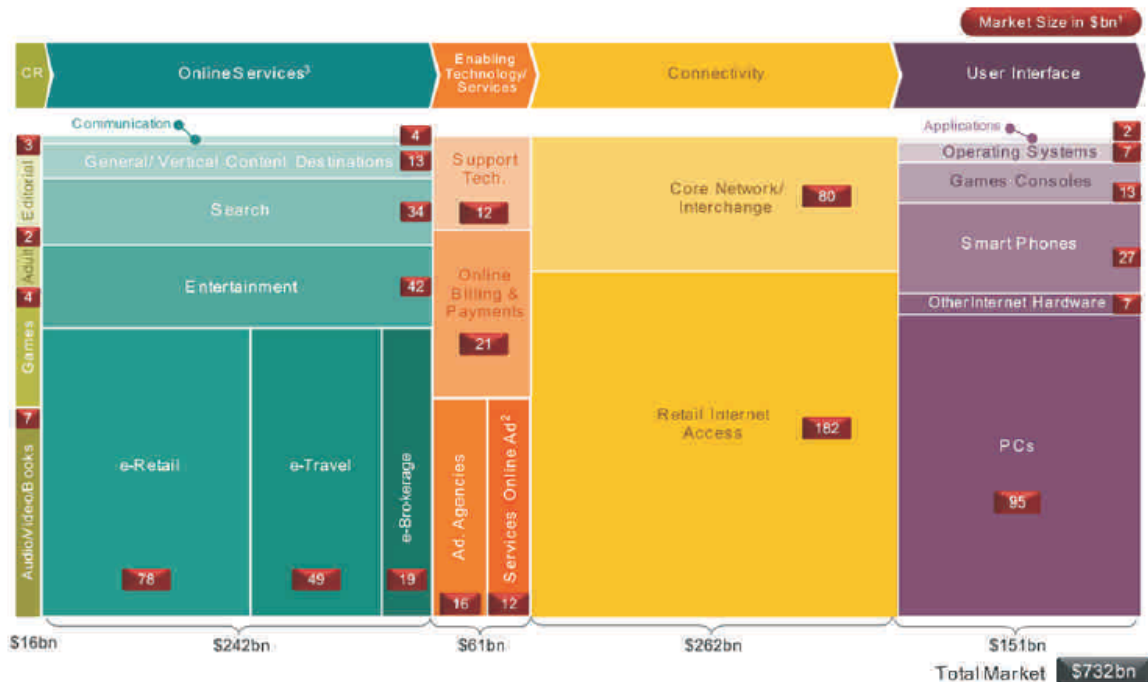 Market Size in $bn¹
CR
Online Services³
Enabling
Technology/
Services
Connectivity
User Interface
Communication
4
General/ Vertical Content Destinations
13
Search
34
Entertainment
42
e-Retail
78
e-Travel
49
e-Brokerage
19
3
Editorial
2
Adult
4
Games
7
Audio/Video/Books
Support
Tech.
12
Online
Billing &
Payments
21
Ad. Agencies
16
Services Online Ad²
12
Core Network/
Interchange
80
Retail Internet
Access
182
Applications
2
Operating Systems
7
Games Consoles
13
Smart Phones
27
Other Internet Hardware
7
PCs
95
$16bn
$242bn
$61bn
$262bn
$151bn
Total Market
$732bn